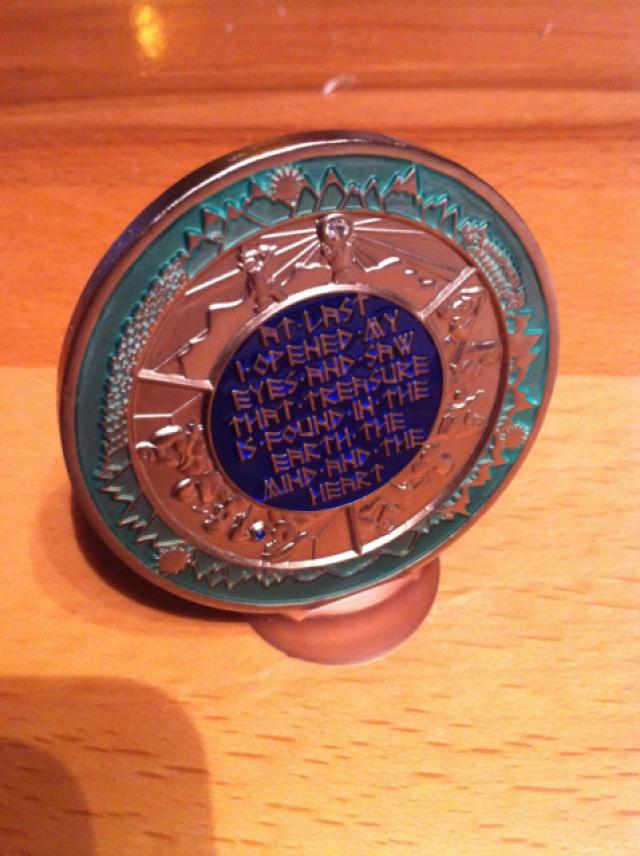 AT·LAST
I·OPENED·MY
EYES·AND·SAW
THAT·TREASURE
IS·FOUND·IN·THE
EARTH·THE
MIND·AND·THE
HEART